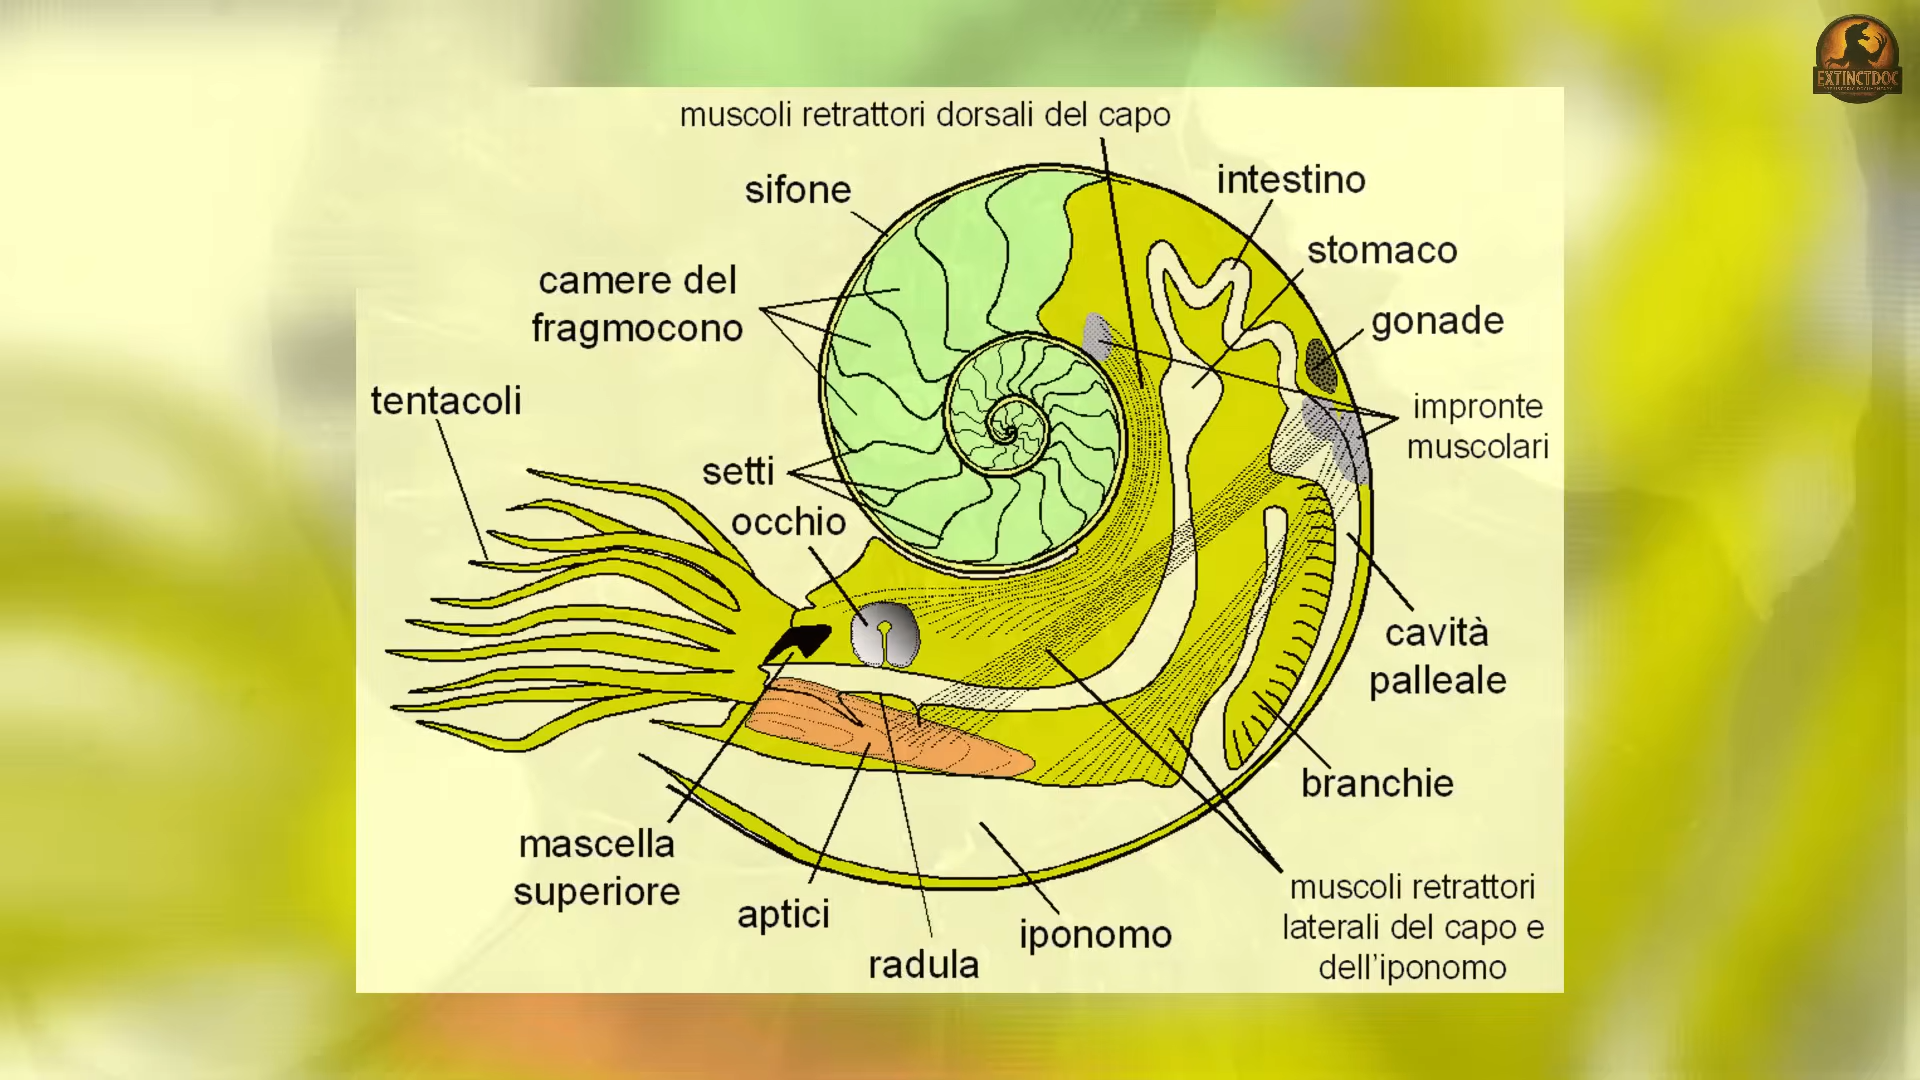 EXTINCTDOC
muscoli retrattori dorsali del capo
sifone
intestino
stomaco
camere del
fragmocono
gonade
tentacoli
impronte
muscolari
setti
occhio
cavità
palleale
branchie
mascella
superiore
aptici
radula
iponomo
muscoli retrattori
laterali del capo e
dell'iponomo